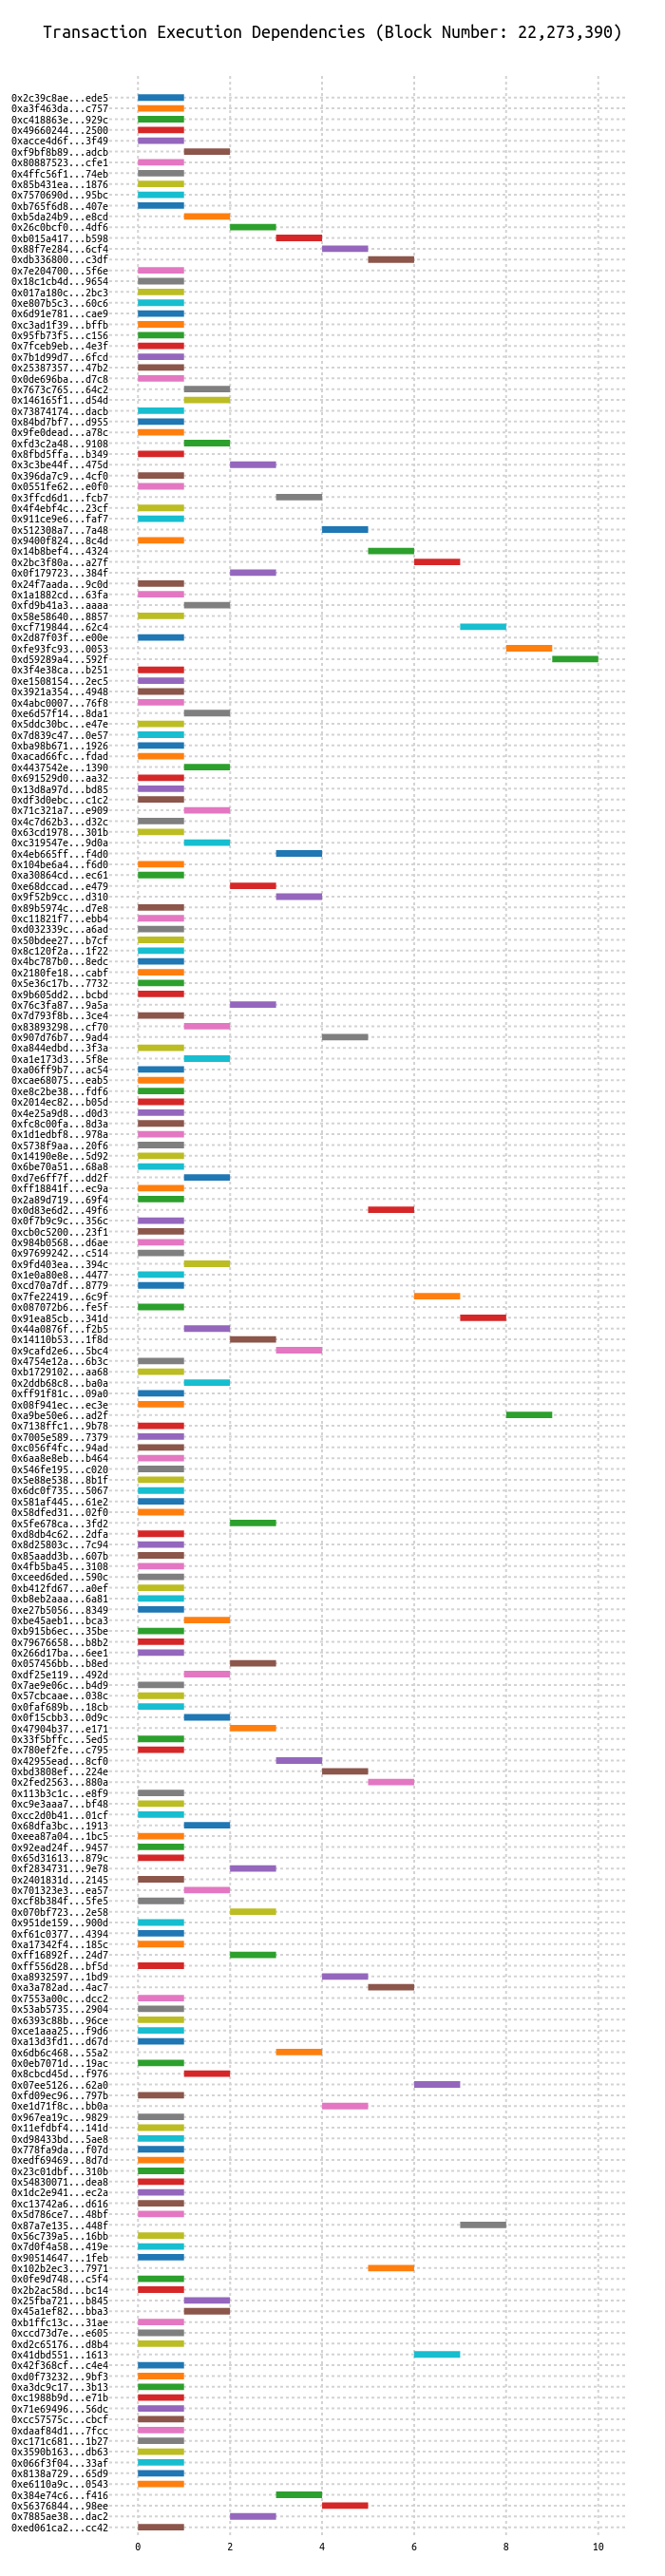 Transaction Execution Dependencies (Block Number: 22,273,390)
0x2c39c8ae...ede5
0xa3f463da...c757
0xc418863e...929c
0x49660244...2500
0xacce4d6f...3f49
0xf9bf8b89...adcb
0x80887523...cfe1
0x4ffc56f1...74eb
0x85b431ea...1876
0x7570690d...95bc
0xb765f6d8...407e
0xb5da24b9...e8cd
0x26c0bcf0...4df6
0xb015a417...b598
0x88f7e284...6cf4
0xdb336800...c3df
0x7e204700...5f6e
0x18c1cb4d...9654
0x017a180c...2bc3
0xe807b5c3...60c6
0x6d91e781...cae9
0xc3ad1f39...bffb
0x95fb73f5...c156
0x7fceb9eb...4e3f
0x7b1d99d7...6fcd
0x25387357...47b2
0x0de696ba...d7c8
0x7673c765...64c2
0x146165f1...d54d
0x73874174...dacb
0x84bd7bf7...d955
0x9fe0dead...a78c
0xfd3c2a48...9108
0x8fbd5ffa...b349
0x3c3be44f...475d
0x396da7c9...4cf0
0x0551fe62...e0f0
0x3ffcd6d1...fcb7
0x4f4ebf4c...23cf
0x911ce9e6...faf7
0x512308a7...7a48
0x9400f824...8c4d
0x14b8bef4...4324
0x2bc3f80a...a27f
0x0f179723...384f
0x24f7aada...9c0d
0x1a1882cd...63fa
0xfd9b41a3...aaaa
0x58e58640...8857
0xcf719844...62c4
0x2d87f03f...e00e
0xfe93fc93...0053
0xd59289a4...592f
0x3f4e38ca...b251
0xe1508154...2ec5
0x3921a354...4948
0x4abc0007...76f8
0xe6d57f14...8da1
0x5ddc30bc...e47e
0x7d839c47...0e57
0xba98b671...1926
0xacad66fc...fdad
0x4437542e...1390
0x691529d0...aa32
0x13d8a97d...bd85
0xdf3d0ebc...c1c2
0x71c321a7...e909
0x4c7d62b3...d32c
0x63cd1978...301b
0xc319547e...9d0a
0x4eb665ff...f4d0
0x104be6a4...f6d0
0xa30864cd...ec61
0xe68dccad...e479
0x9f52b9cc...d310
0x89b5974c...d7e8
0xc11821f7...ebb4
0xd032339c...a6ad
0x50bdee27...b7cf
0x8c120f2a...1f22
0x4bc787b0...8edc
0x2180fe18...cabf
0x5e36c17b...7732
0x9b605dd2...bcbd
0x76c3fa87...9a5a
0x7d793f8b...3ce4
0x83893298...cf70
0x907d76b7...9ad4
0xa844edbd...3f3a
0xa1e173d3...5f8e
0xa06ff9b7...ac54
0xcae68075...eab5
0xe8c2be38...fdf6
0x2014ec82...b05d
0x4e25a9d8...d0d3
0xfc8c00fa...8d3a
0x1d1edbf8...978a
0x5738f9aa...20f6
0x14190e8e...5d92
0x6be70a51...68a8
0xd7e6ff7f...dd2f
0xff18841f...ec9a
0x2a89d719...69f4
0x0d83e6d2...49f6
0x0f7b9c9c...356c
0xcb0c5200...23f1
0x984b0568...d6ae
0x97699242...c514
0x9fd403ea...394c
0x1e0a80e8...4477
0xcd70a7df...8779
0x7fe22419...6c9f
0x087072b6...fe5f
0x91ea85cb...341d
0x44a0876f...f2b5
0x14110b53...1f8d
0x9cafd2e6...5bc4
0x4754e12a...6b3c
0xb1729102...aa68
0x2ddb68c8...ba0a
0xff91f81c...09a0
0x08f941ec...ec3e
0xa9be50e6...ad2f
0x7138ffc1...9b78
0x7005e589...7379
0xc056f4fc...94ad
0x6aa8e8eb...b464
0x546fe195...c020
0x5e88e538...8b1f
0x6dc0f735...5067
0x581af445...61e2
0x58dfed31...02f0
0x5fe678ca...3fd2
0xd8db4c62...2dfa
0x8d25803c...7c94
0x85aadd3b...607b
0x4fb5ba45...3108
0xceed6ded...590c
0xb412fd67...a0ef
0xb8eb2aaa...6a81
0xe27b5056...8349
0xbe45aeb1...bca3
0xb915b6ec...35be
0x79676658...b8b2
0x266d17ba...6ee1
0x057456bb...b8ed
0xdf25e119...492d
0x7ae9e06c...b4d9
0x57cbcaae...038c
0x0faf689b...18cb
0x0f15cbb3...0d9c
0x47904b37...e171
0x33f5bffc...5ed5
0x780ef2fe...c795
0x42955ead...8cf0
0xbd3808ef...224e
0x2fed2563...880a
0x113b3c1c...e8f9
0xc9e3aaa7...bf48
0xcc2d0b41...01cf
0x68dfa3bc...1913
0xeea87a04...1bc5
0x92ead24f...9457
0x65d31613...879c
0xf2834731...9e78
0x2401831d...2145
0x701323e3...ea57
0xcf8b384f...5fe5
0x070bf723...2e58
0x951de159...900d
0xf61c0377...4394
0xa17342f4...185c
0xff16892f...24d7
0xff556d28...bf5d
0xa8932597...1bd9
0xa3a782ad...4ac7
0x7553a00c...dcc2
0x53ab5735...2904
0x6393c88b...96ce
0xce1aaa25...f9d6
0xa13d3fd1...d67d
0x6db6c468...55a2
0x0eb7071d...19ac
0x8cbcd45d...f976
0x07ee5126...62a0
0xfd09ec96...797b
0xe1d71f8c...bb0a
0x967ea19c...9829
0x11efdbf4...141d
0xd98433bd...5ae8
0x778fa9da...f07d
0xedf69469...8d7d
0x23c01dbf...310b
0x54830071...dea8
0x1dc2e941...ec2a
0xc13742a6...d616
0x5d786ce7...48bf
0x87a7e135...448f
0x56c739a5...16bb
0x7d0f4a58...419e
0x90514647...1feb
0x102b2ec3...7971
0x0fe9d748...c5f4
0x2b2ac58d...bc14
0x25fba721...b845
0x45a1ef82...bba3
0xb1ffc13c...31ae
0xccd73d7e...e605
0xd2c65176...d8b4
0x41dbd551...1613
0x42f368cf...c4e4
0xd0f73232...9bf3
0xa3dc9c17...3b13
0xc1988b9d...e71b
0x71e69496...56dc
0xcc57575c...cbcf
0xdaaf84d1...7fcc
0xc171c681...1b27
0x3590b163...db63
0x066f3f04...33af
0x8138a729...65d9
0xe6110a9c...0543
0x384e74c6...f416
0x56376844...98ee
0x7885ae38...dac2
0xed061ca2...cc42
0 2 4 6 8 10